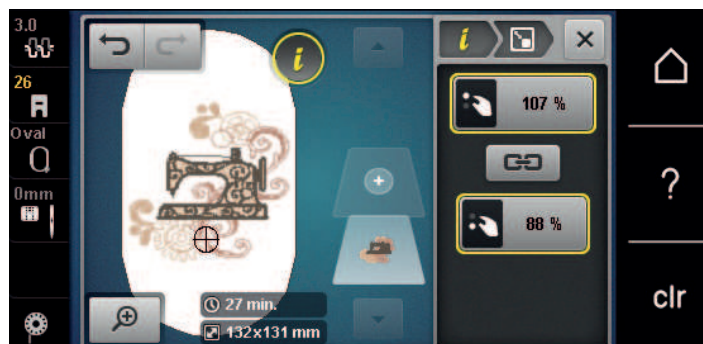 3.0
26
Oval
0mm
i
27 min.
132x131 mm
i
107 %
88 %
?
clr